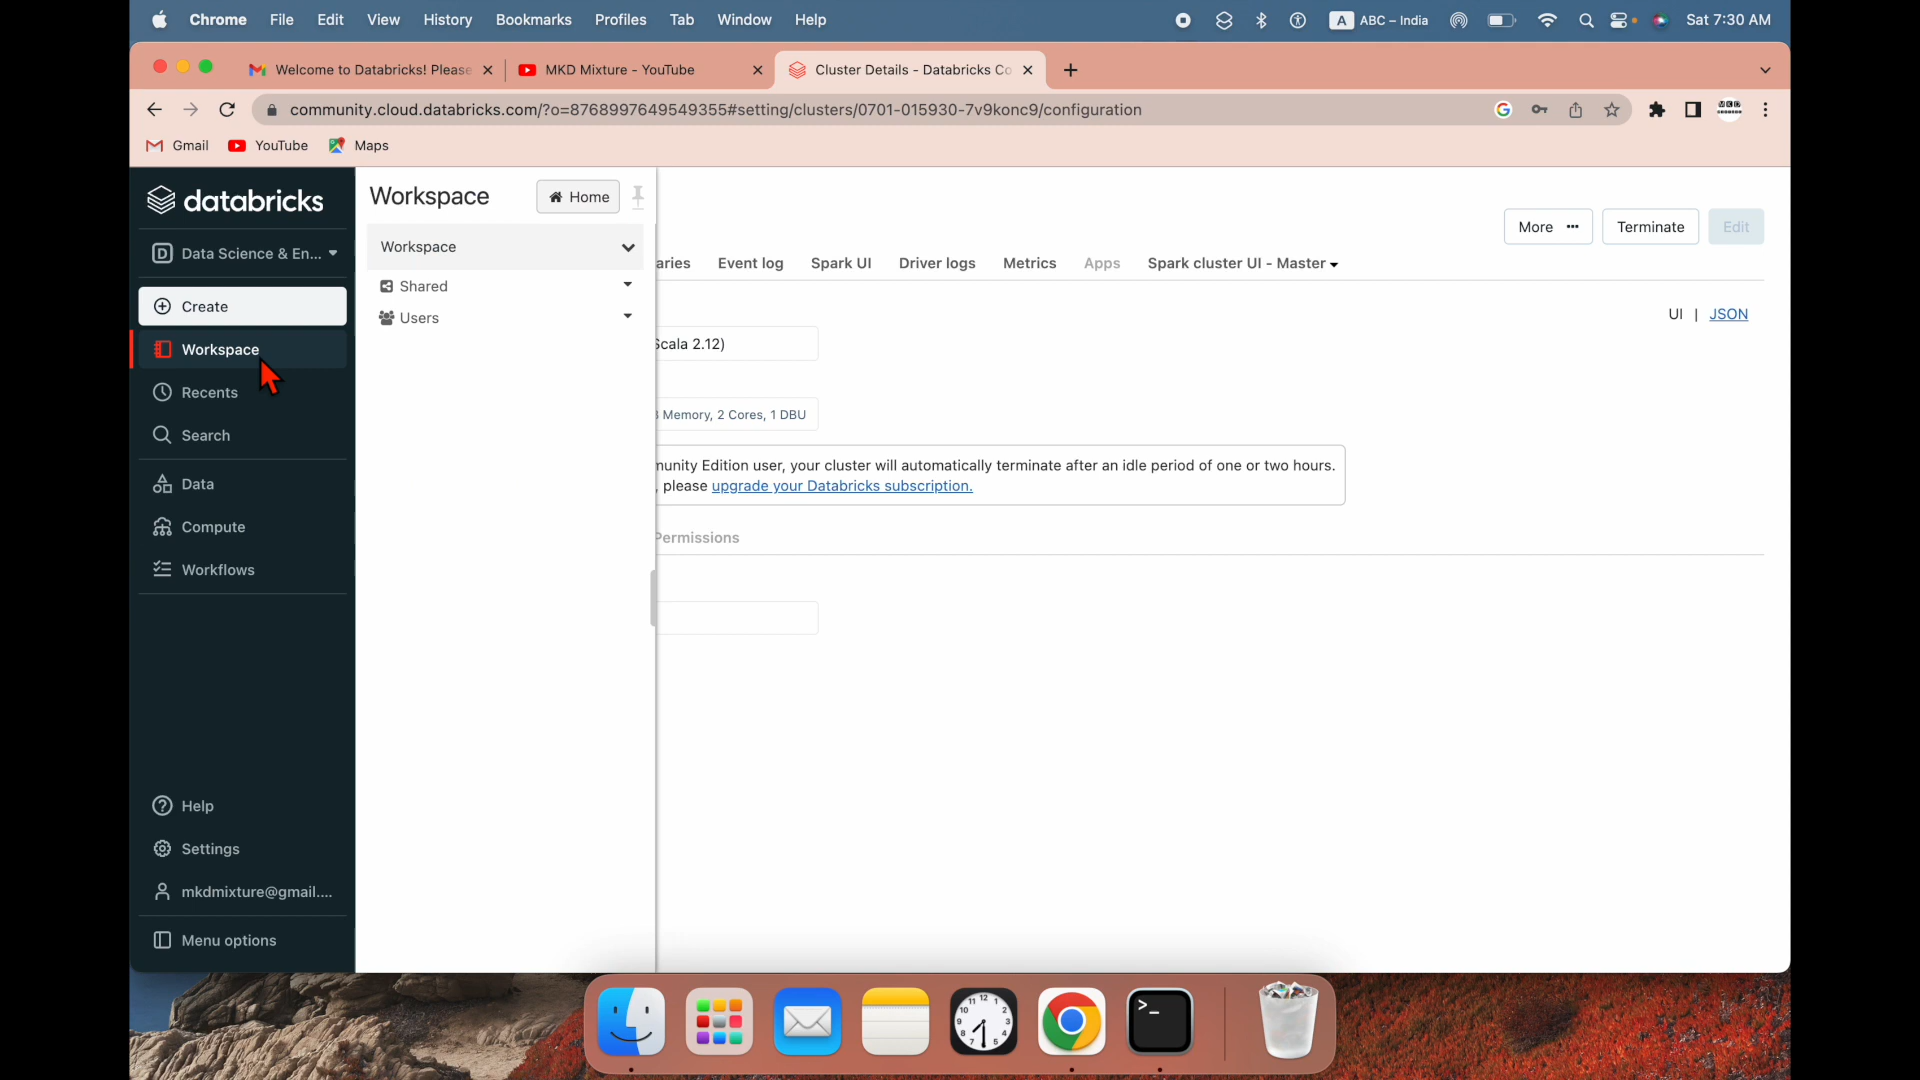 Chrome File Edit View History Bookmarks Profiles Tab Window Help A ABC – India Sat 7:30 AM
Welcome to Databricks! Please MKD Mixture - YouTube Cluster Details - Databricks Co
community.cloud.databricks.com/?o=8768997649549355#setting/clusters/0701-015930-7v9konc9/configuration
Gmail YouTube Maps
databricks
Workspace Home
D Data Science & En...
Workspace
More ··· Terminate Edit
aries Event log Spark UI Driver logs Metrics Apps Spark cluster UI - Master
Create
Shared
Users
UI | JSON
Scala 2.12)
Workspace
Recents
Memory, 2 Cores, 1 DBU
Search
munity Edition user, your cluster will automatically terminate after an idle period of one or two hours.
, please upgrade your Databricks subscription.
Data
Compute
Permissions
Workflows
Help
Settings
mkdmixture@gmail....
Menu options